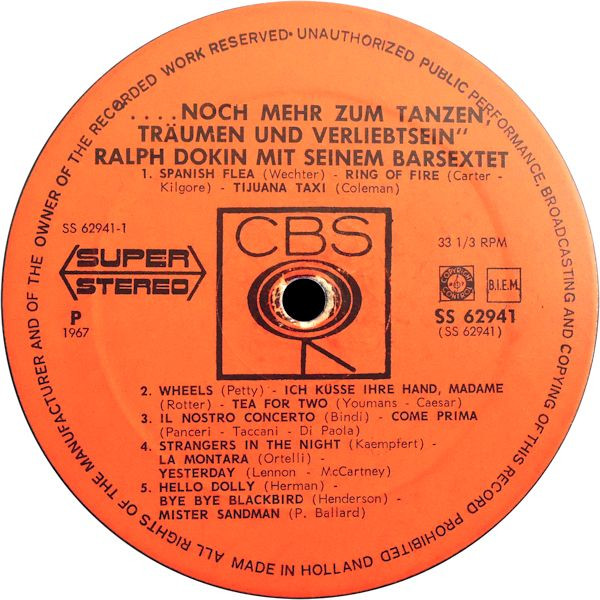 ALL RIGHTS OF THE MANUFACTURER AND OF THE OWNER OF THE RECORDED WORK RESERVED • UNAUTHORIZED PUBLIC PERFORMANCE, BROADCASTING AND COPYING OF THIS RECORD PROHIBITED
....NOCH MEHR ZUM TANZEN,
TRÄUMEN UND VERLIEBTSEIN"
RALPH DOKIN MIT SEINEM BARSEXTET
1. SPANISH FLEA (Wechter) - RING OF FIRE (Carter -
Kilgore) - TIJUANA TAXI (Coleman)
SS 62941-1
CBS
33 1/3 RPM
SUPER
STEREO
COPYRIGHT
CONTROL
B.I.E.M.
P
1967
SS 62941
(SS 62941)
2. WHEELS (Petty) - ICH KÜSSE IHRE HAND, MADAME
(Rotter) - TEA FOR TWO (Youmans - Caesar)
3. IL NOSTRO CONCERTO (Bindi) - COME PRIMA
(Panceri - Taccani - Di Paola)
4. STRANGERS IN THE NIGHT (Kaempfert) -
LA MONTARA (Ortelli) -
YESTERDAY (Lennon - McCartney)
5. HELLO DOLLY (Herman) -
BYE BYE BLACKBIRD (Henderson) -
MISTER SANDMAN (P. Ballard)
MADE IN HOLLAND